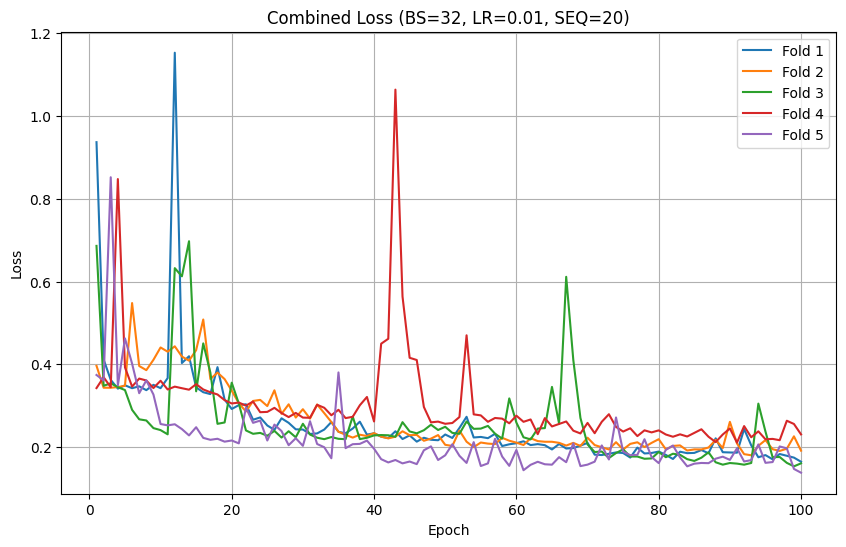 Combined Loss (BS=32, LR=0.01, SEQ=20)
1.2
1.0
0.8
0.6
0.4
0.2
Loss
Fold 1
Fold 2
Fold 3
Fold 4
Fold 5
0 20 40 60 80 100
Epoch